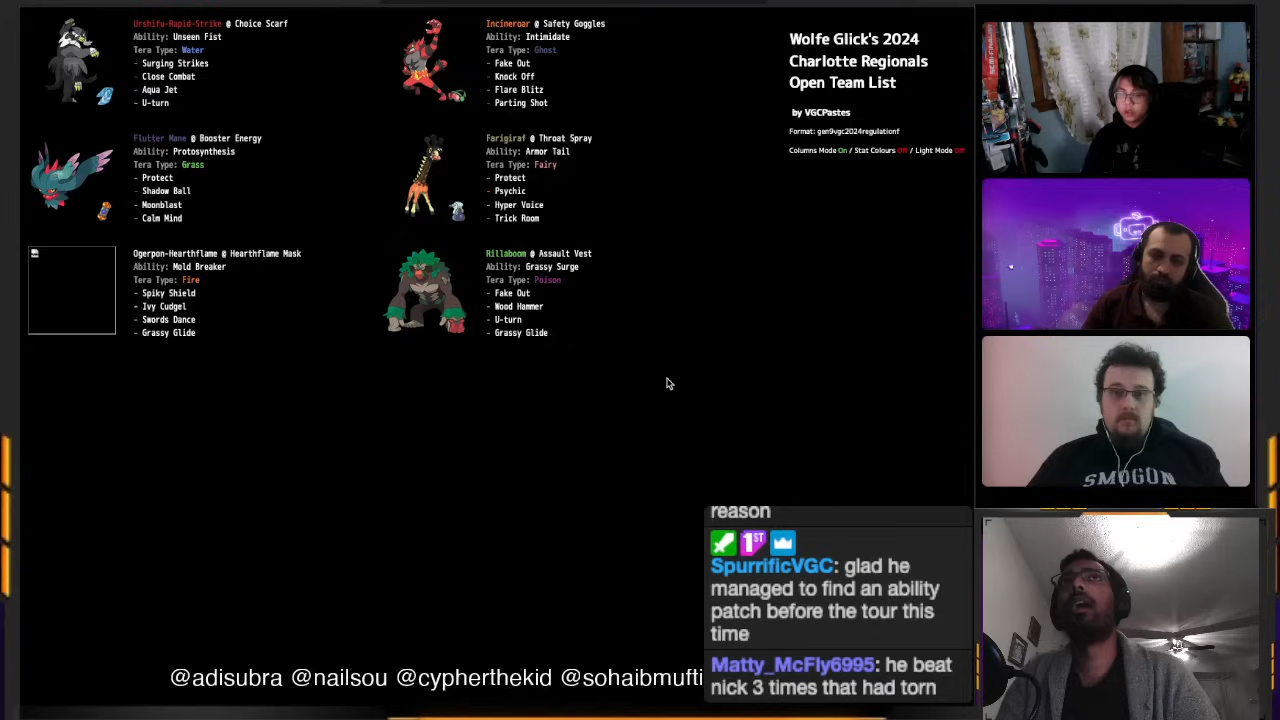 Urshifu-Rapid-Strike @ Choice Scarf
Ability: Unseen Fist
Tera Type: Water
- Surging Strikes
- Close Combat
- Aqua Jet
- U-turn
Incineroar @ Safety Goggles
Ability: Intimidate
Tera Type: Ghost
- Fake Out
- Knock Off
- Flare Blitz
- Parting Shot
Flutter Mane @ Booster Energy
Ability: Protosynthesis
Tera Type: Grass
- Protect
- Shadow Ball
- Moonblast
- Calm Mind
Farigiraf @ Throat Spray
Ability: Armor Tail
Tera Type: Fairy
- Protect
- Psychic
- Hyper Voice
- Trick Room
Ogerpon-Hearthflame @ Hearthflame Mask
Ability: Mold Breaker
Tera Type: Fire
- Spiky Shield
- Ivy Cudgel
- Swords Dance
- Grassy Glide
Rillaboom @ Assault Vest
Ability: Grassy Surge
Tera Type: Poison
- Fake Out
- Wood Hammer
- U-turn
- Grassy Glide
Wolfe Glick's 2024
Charlotte Regionals
Open Team List
by VGCPastes
Format: gen9vgc2024regulationf
Columns Mode On / Stat Colours Off / Light Mode Off
SMOGON
reason
1ST
SpurrificVGC: glad he
managed to find an ability
patch before the tour this
time
Matty_McFly6995: he beat
nick 3 times that had torn
@adisubra @nailsou @cypherthekid @sohaibmufti